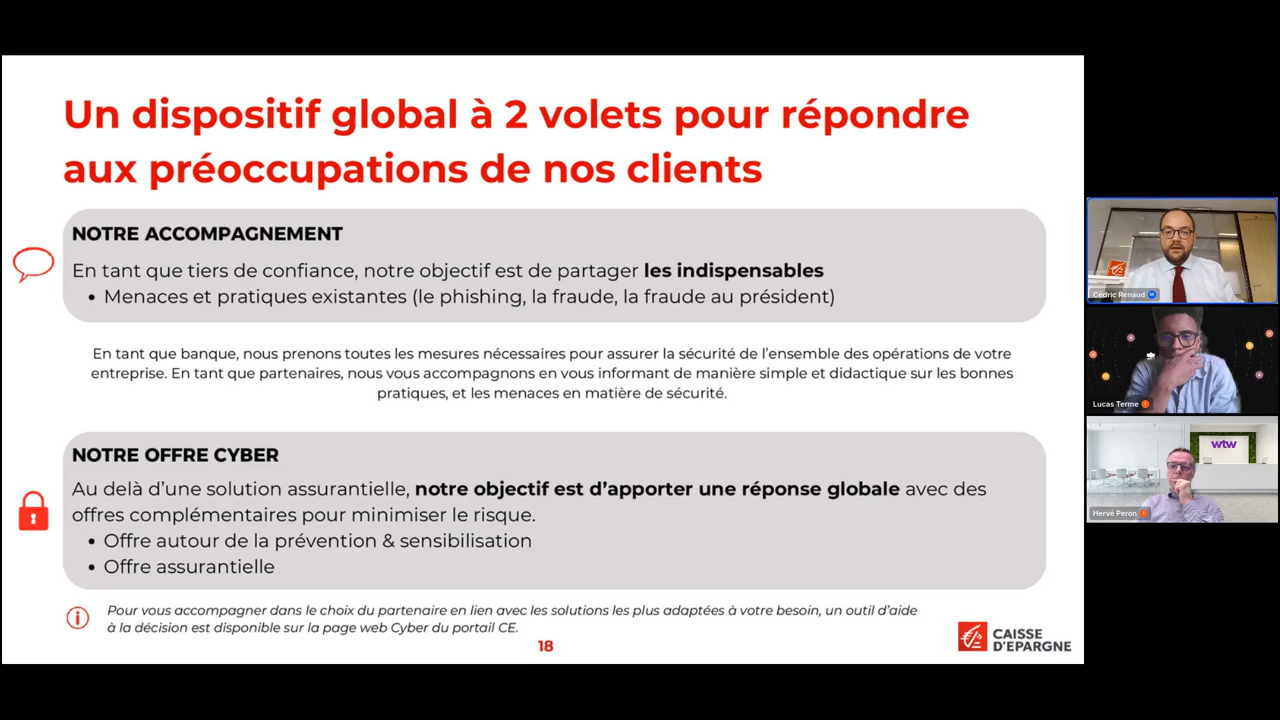 Un dispositif global à 2 volets pour répondre
aux préoccupations de nos clients
NOTRE ACCOMPAGNEMENT
En tant que tiers de confiance, notre objectif est de partager les indispensables
• Menaces et pratiques existantes (le phishing, la fraude, la fraude au président)
En tant que banque, nous prenons toutes les mesures nécessaires pour assurer la sécurité de l'ensemble des opérations de votre
entreprise. En tant que partenaires, nous vous accompagnons en vous informant de manière simple et didactique sur les bonnes
pratiques, et les menaces en matière de sécurité.
NOTRE OFFRE CYBER
Au delà d'une solution assurantielle, notre objectif est d'apporter une réponse globale avec des
offres complémentaires pour minimiser le risque.
• Offre autour de la prévention & sensibilisation
• Offre assurantielle
Pour vous accompagner dans le choix du partenaire en lien avec les solutions les plus adaptées à votre besoin, un outil d'aide
à la décision est disponible sur la page web Cyber du portail CE.
18
CAISSE
D'EPARGNE
Cédric Renaud
Lucas Terme
wtw
Hervé Peron